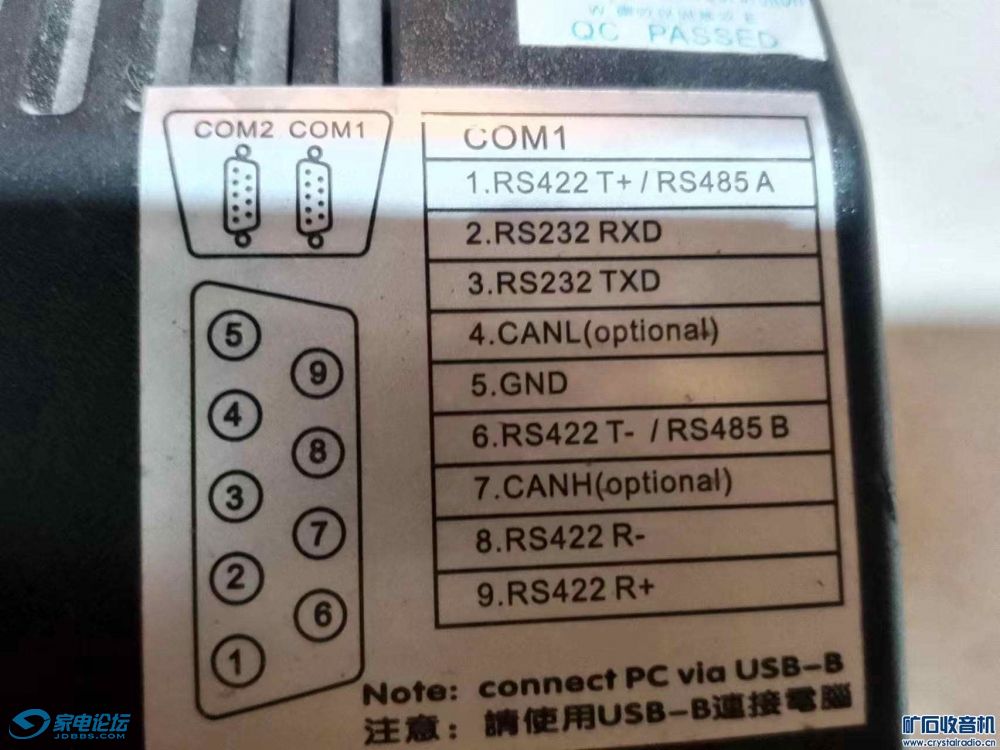 QC PASSED
COM2 COM1
COM1
1.RS422 T+ / RS485 A
2.RS232 RXD
3.RS232 TXD
4.CANL(optional)
5.GND
6.RS422 T- / RS485 B
7.CANH(optional)
8.RS422 R-
9.RS422 R+
5
9
4
8
3
7
2
6
1
Note: connect PC via USB-B
注意：請使用USB-B連接電腦
家电论坛
JDBBS.COM
矿石收音机
www.crystalradio.cn